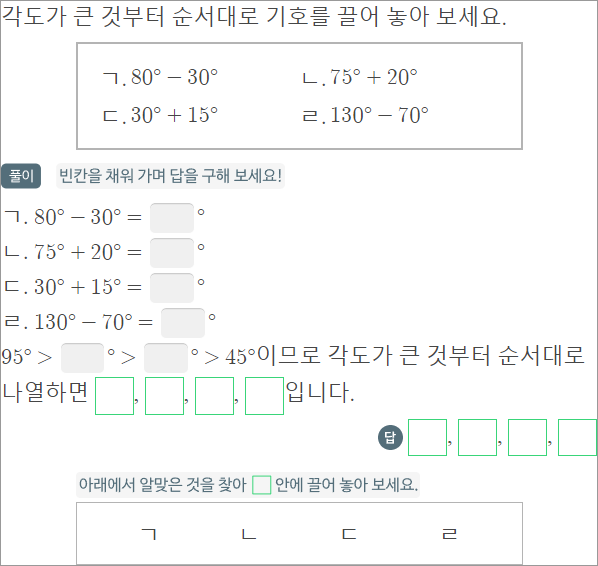 각도가 큰 것부터 순서대로 기호를 끌어 놓아 보세요.
ㄱ. 80° − 30° ㄴ. 75° + 20°
ㄷ. 30° + 15° ㄹ. 130° − 70°
풀이 빈칸을 채워 가며 답을 구해 보세요!
ㄱ. 80° − 30° = °
ㄴ. 75° + 20° = °
ㄷ. 30° + 15° = °
ㄹ. 130° − 70° = °
95° > ° > ° > 45°이므로 각도가 큰 것부터 순서대로
나열하면 , , , 입니다.
답 , , ,
아래에서 알맞은 것을 찾아 안에 끌어 놓아 보세요.
ㄱ ㄴ ㄷ ㄹ